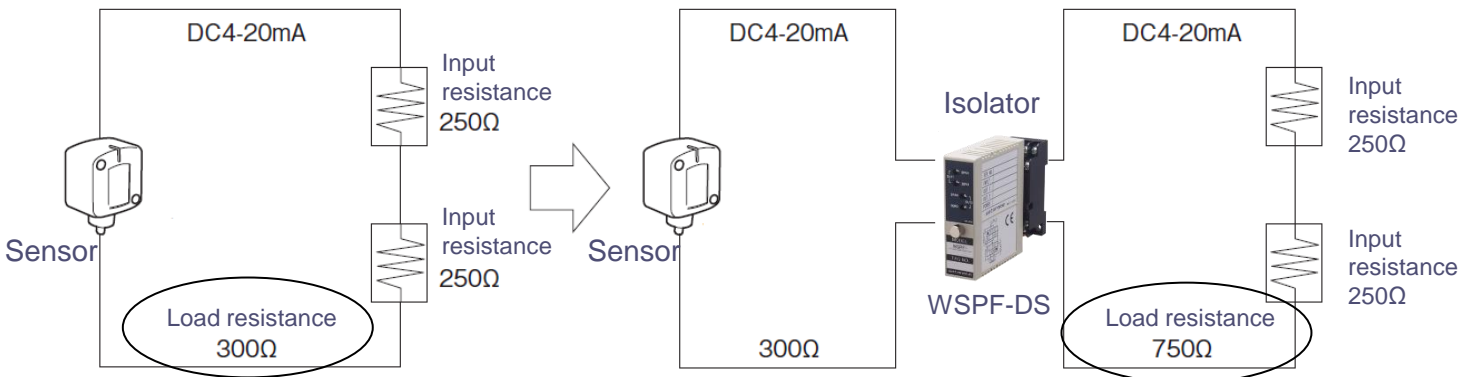 DC4-20mA
Input
resistance
250Ω
Input
resistance
250Ω
Sensor
Load resistance
300Ω
DC4-20mA
Sensor
300Ω
Isolator
WSPF-DS
DC4-20mA
Input
resistance
250Ω
Input
resistance
250Ω
Load resistance
750Ω